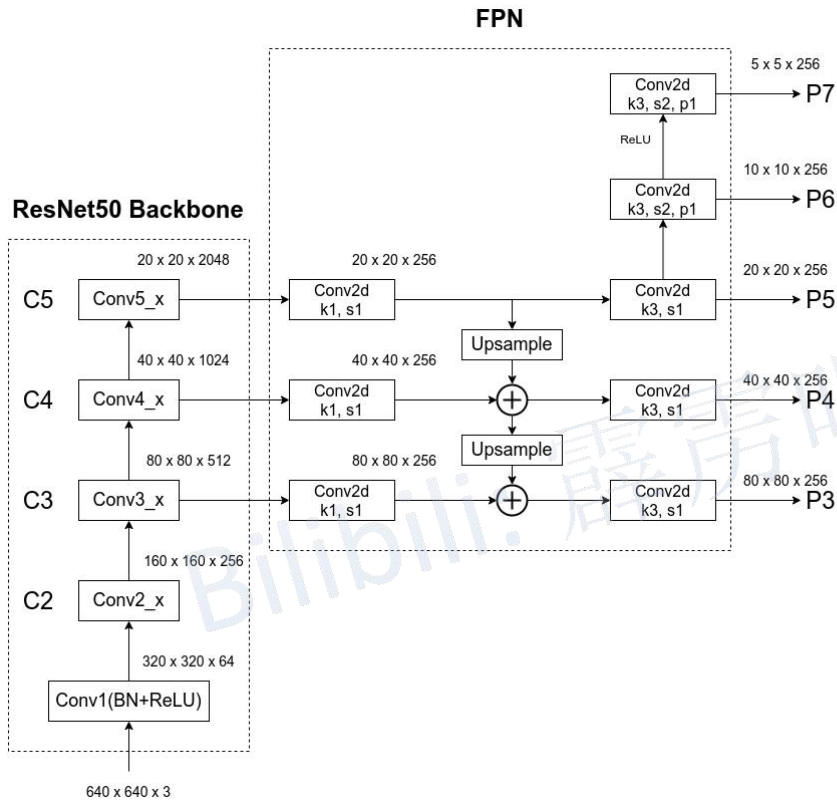 FPN
5 x 5 x 256
Conv2d
k3, s2, p1
P7
ReLU
10 x 10 x 256
Conv2d
k3, s2, p1
P6
ResNet50 Backbone
20 x 20 x 2048
20 x 20 x 256
20 x 20 x 256
C5
Conv5_x
Conv2d
k1, s1
Conv2d
k3, s1
P5
Upsample
40 x 40 x 1024
40 x 40 x 256
40 x 40 x 256
C4
Conv4_x
Conv2d
k1, s1
Conv2d
k3, s1
P4
Upsample
80 x 80 x 512
80 x 80 x 256
80 x 80 x 256
C3
Conv3_x
Conv2d
k1, s1
Conv2d
k3, s1
P3
160 x 160 x 256
C2
Conv2_x
320 x 320 x 64
Conv1(BN+ReLU)
640 x 640 x 3
Bilibili: 霹雳